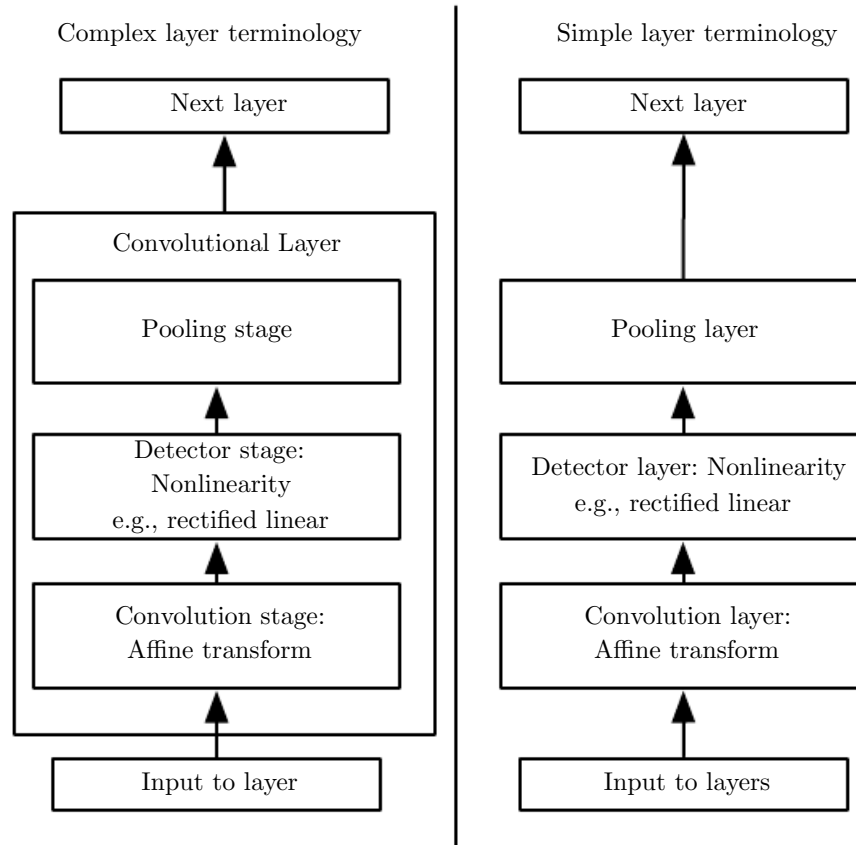 Complex layer terminology
Next layer
Convolutional Layer
Pooling stage
Detector stage:
Nonlinearity
e.g., rectified linear
Convolution stage:
Affine transform
Input to layer
Simple layer terminology
Next layer
Pooling layer
Detector layer: Nonlinearity
e.g., rectified linear
Convolution layer:
Affine transform
Input to layers